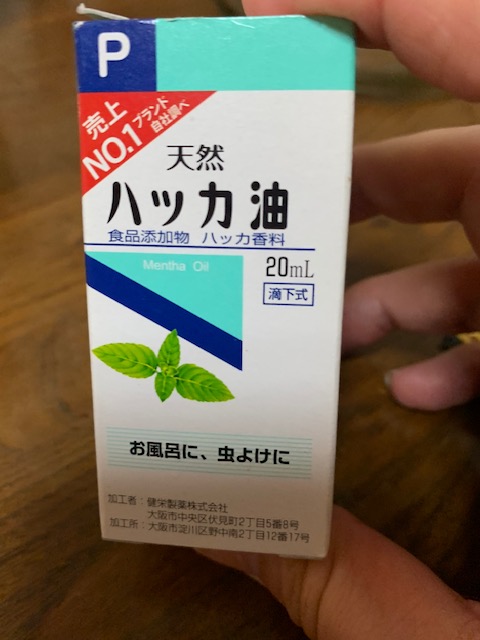 P
売上
NO.1
ブランド
自社調べ
天然
ハッカ油
食品添加物 ハッカ香料
Mentha Oil
20mL
滴下式
お風呂に、虫よけに
加工者：健栄製薬株式会社
大阪市中央区伏見町2丁目5番8号
加工所：大阪市淀川区野中南2丁目12番17号